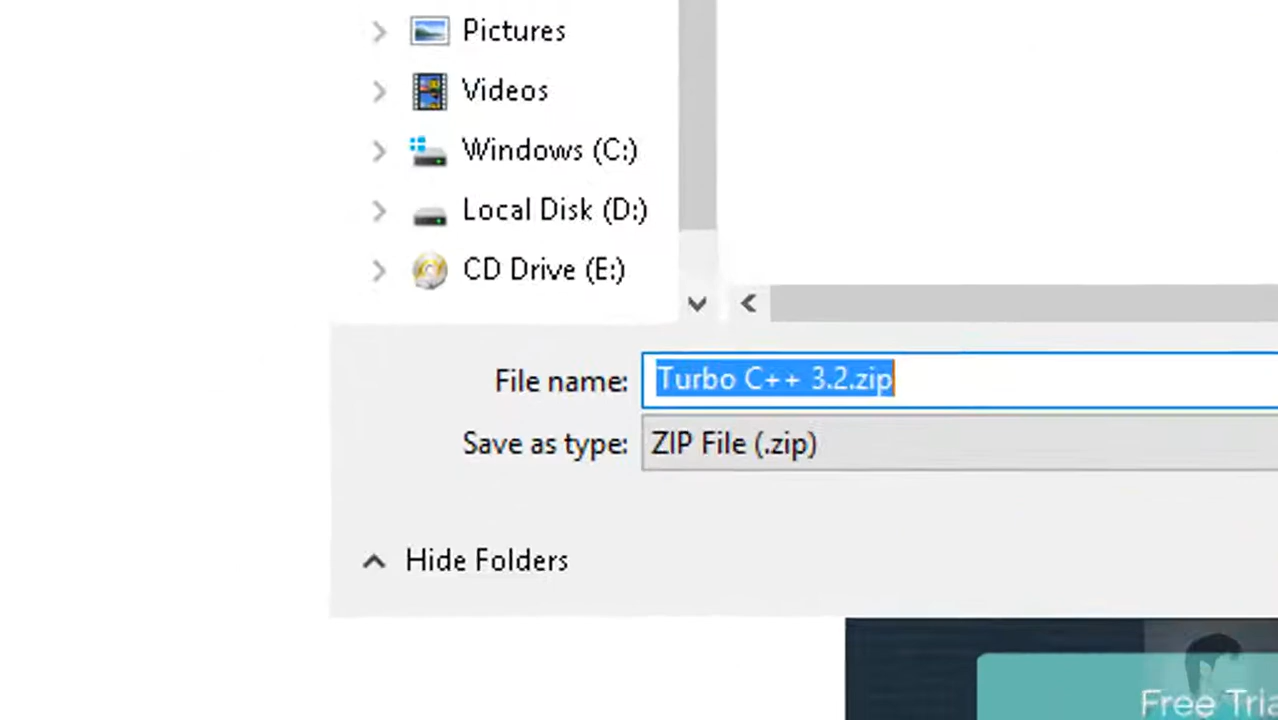 Pictures
Videos
Windows (C:)
Local Disk (D:)
CD Drive (E:)
File name: Turbo C++ 3.2.zip
Save as type: ZIP File (.zip)
Hide Folders
Free